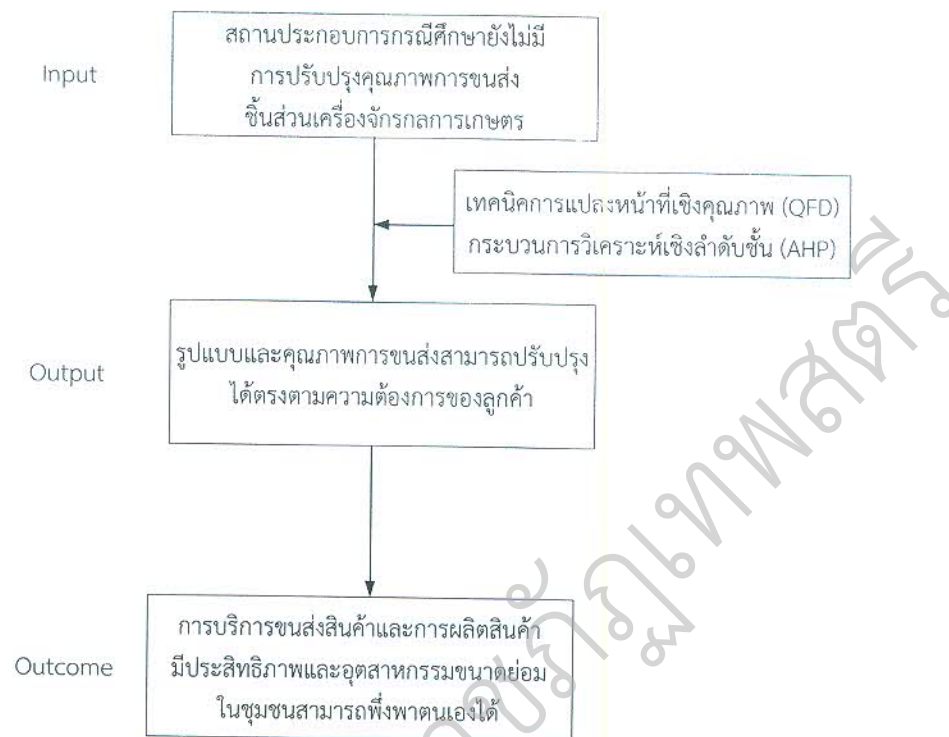 สถานประกอบการกรณีศึกษายังไม่มี
Input
การปรับปรุงคุณภาพการขนส่ง
ชิ้นส่วนเครื่องจักรกลการเกษตร
เทคนิคการแปลงหน้าที่เชิงคุณภาพ (QFD)
กระบวนการวิเคราะห์เชิงลำดับชั้น (AHP)
รูปแบบและคุณภาพการขนส่งสามารถปรับปรุง
Output
ได้ตรงตามความต้องการของลูกค้า
การบริการขนส่งสินค้าและการผลิตสินค้า
Outcome
มีประสิทธิภาพและอุตสาหกรรมขนาดย่อม
ในชุมชนสามารถพึ่งพาตนเองได้
ราชภัฏเทพสตรี